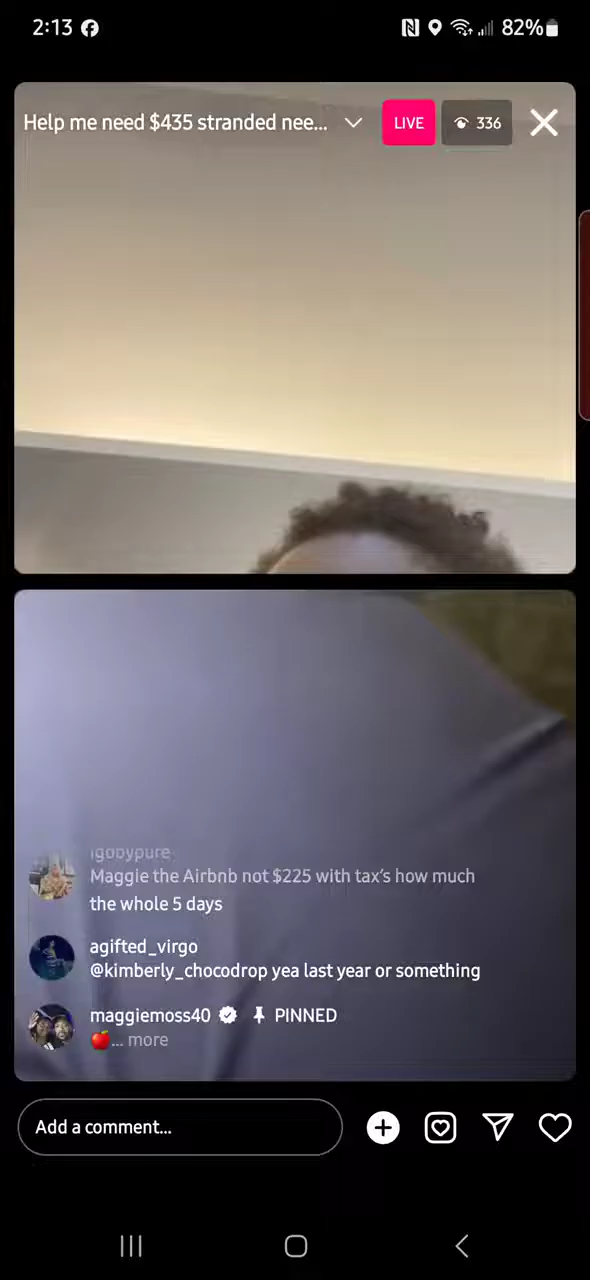 2:13
82%
Help me need $435 stranded nee...
LIVE
336
igobypure
Maggie the Airbnb not $225 with tax's how much
the whole 5 days
agifted_virgo
@kimberly_chocodrop yea last year or something
maggiemoss40 PINNED
🍎... more
Add a comment...